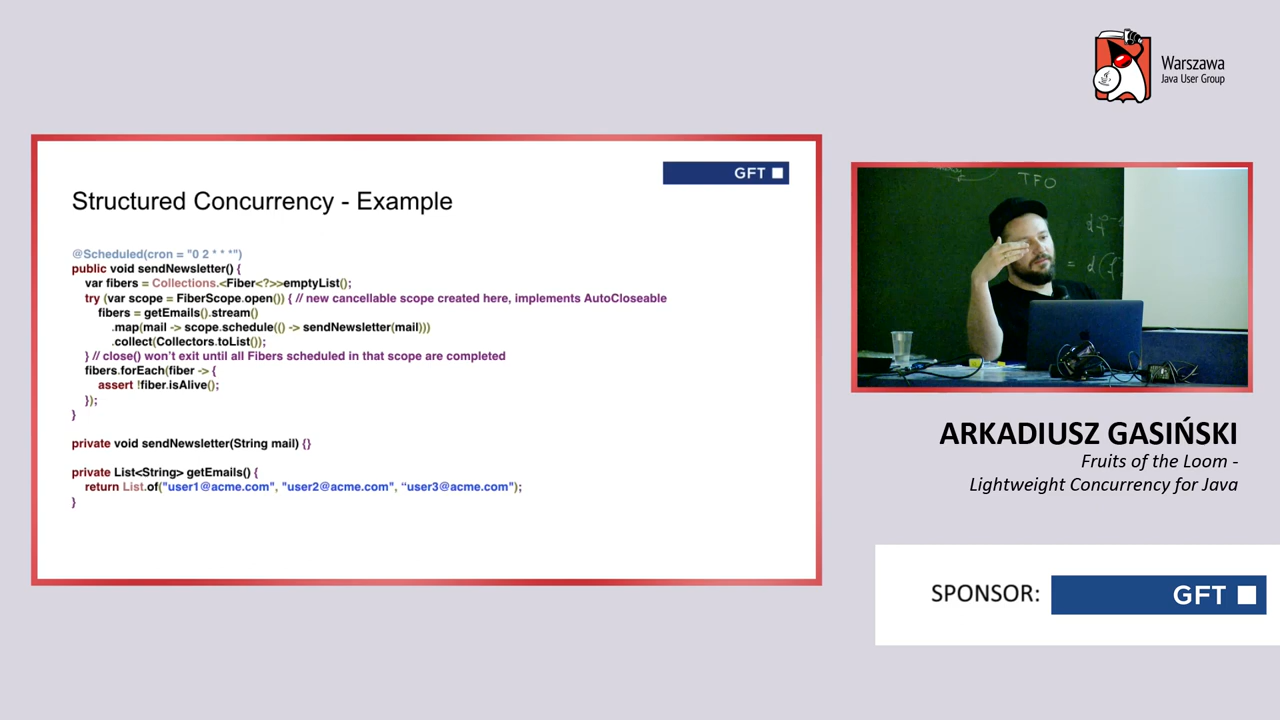 Warszawa
Java User Group
GFT
Structured Concurrency - Example
@Scheduled(cron = "0 2 * * *")
public void sendNewsletter() {
var fibers = Collections.<Fiber<?>>emptyList();
try (var scope = FiberScope.open()) { // new cancellable scope created here, implements AutoCloseable
fibers = getEmails().stream()
.map(mail -> scope.schedule(() -> sendNewsletter(mail)))
.collect(Collectors.toList());
} // close() won't exit until all Fibers scheduled in that scope are completed
fibers.forEach(fiber -> {
assert !fiber.isAlive();
});
}
private void sendNewsletter(String mail) {}
private List<String> getEmails() {
return List.of("user1@acme.com", "user2@acme.com", “user3@acme.com");
}
TFO
ARKADIUSZ GASIŃSKI
Fruits of the Loom -
Lightweight Concurrency for Java
SPONSOR:
GFT